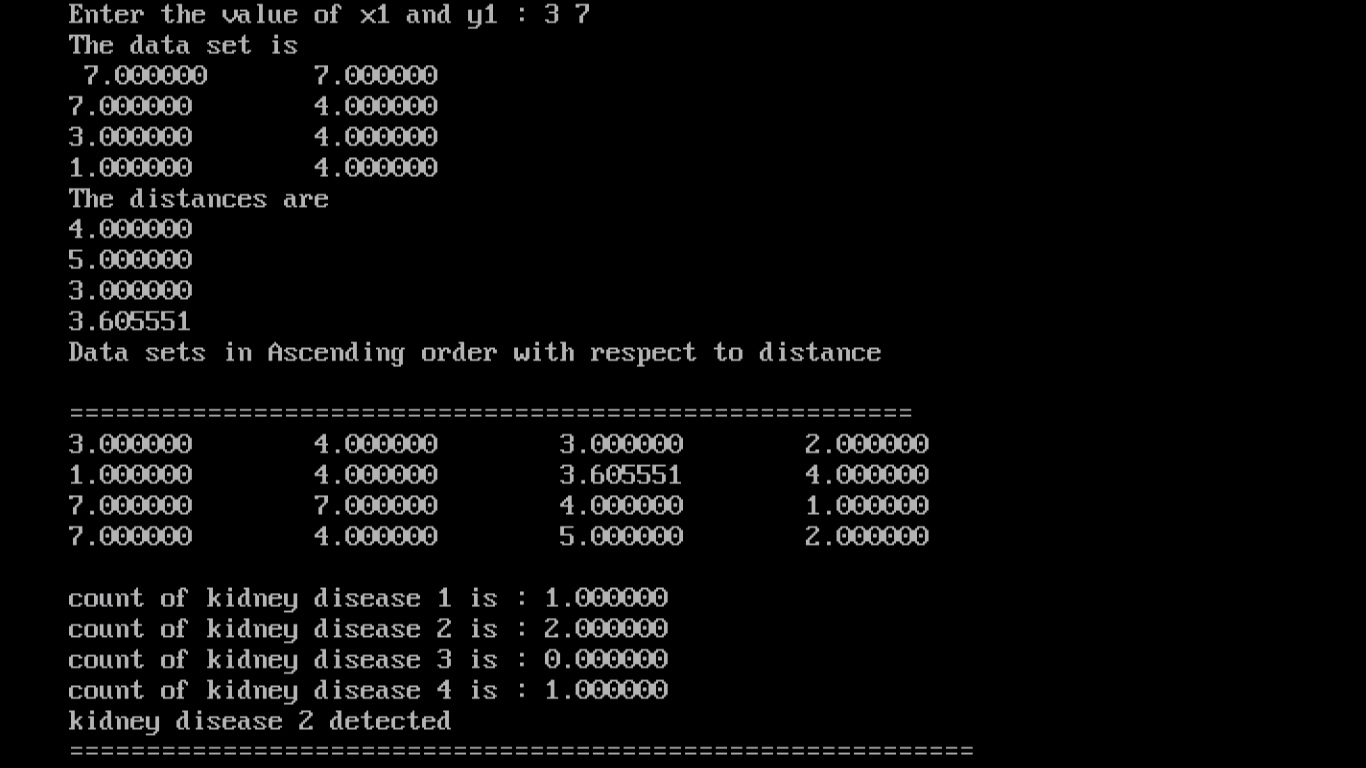 Enter the value of x1 and y1 : 3 7
The data set is
 7.000000       7.000000
7.000000        4.000000
3.000000        4.000000
1.000000        4.000000
The distances are
4.000000
5.000000
3.000000
3.605551
Data sets in Ascending order with respect to distance

=======================================================
3.000000        4.000000        3.000000        2.000000
1.000000        4.000000        3.605551        4.000000
7.000000        7.000000        4.000000        1.000000
7.000000        4.000000        5.000000        2.000000

count of kidney disease 1 is : 1.000000
count of kidney disease 2 is : 2.000000
count of kidney disease 3 is : 0.000000
count of kidney disease 4 is : 1.000000
kidney disease 2 detected
===========================================================